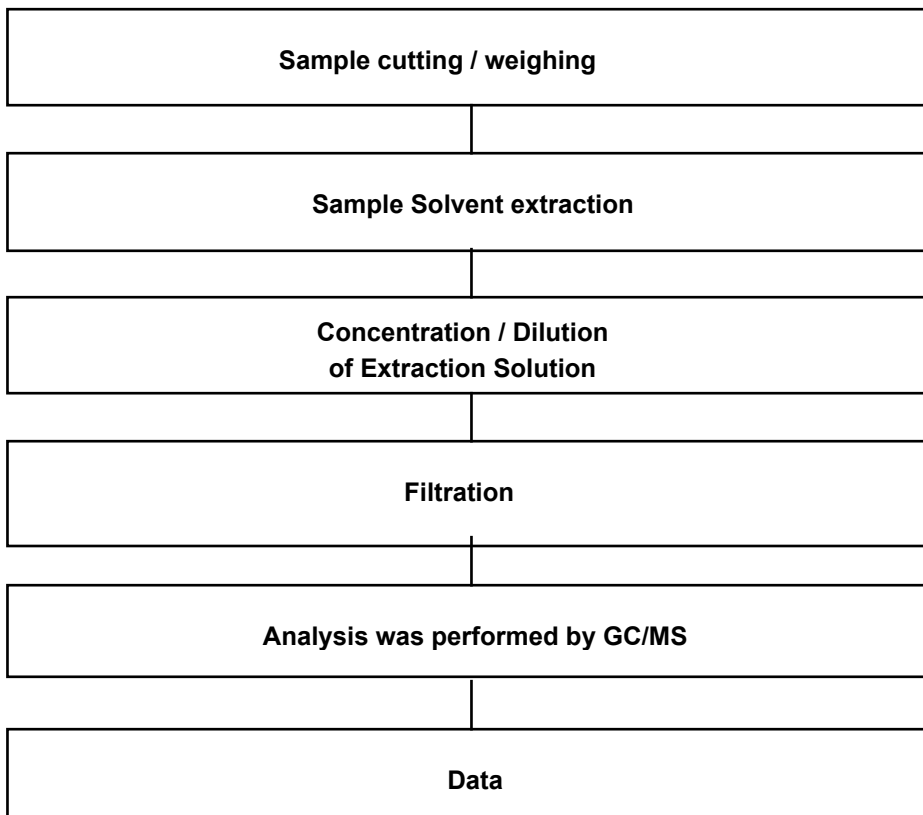 Sample cutting / weighing
Sample Solvent extraction
Concentration / Dilution
of Extraction Solution
Filtration
Analysis was performed by GC/MS
Data